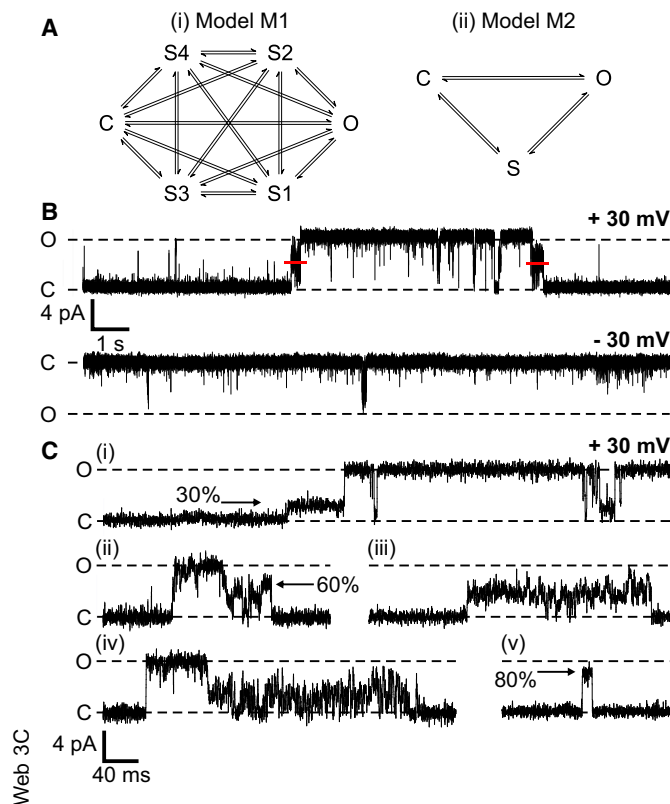 A (i) Model M1 (ii) Model M2
S4 S2
C O C O
S
S3 S1
B + 30 mV
O
C
4 pA
1 s
- 30 mV
C
O
C (i) + 30 mV
O
30%
C
(ii) (iii)
O
60%
C
(iv) (v)
O
80%
C
4 pA
40 ms
Web 3C